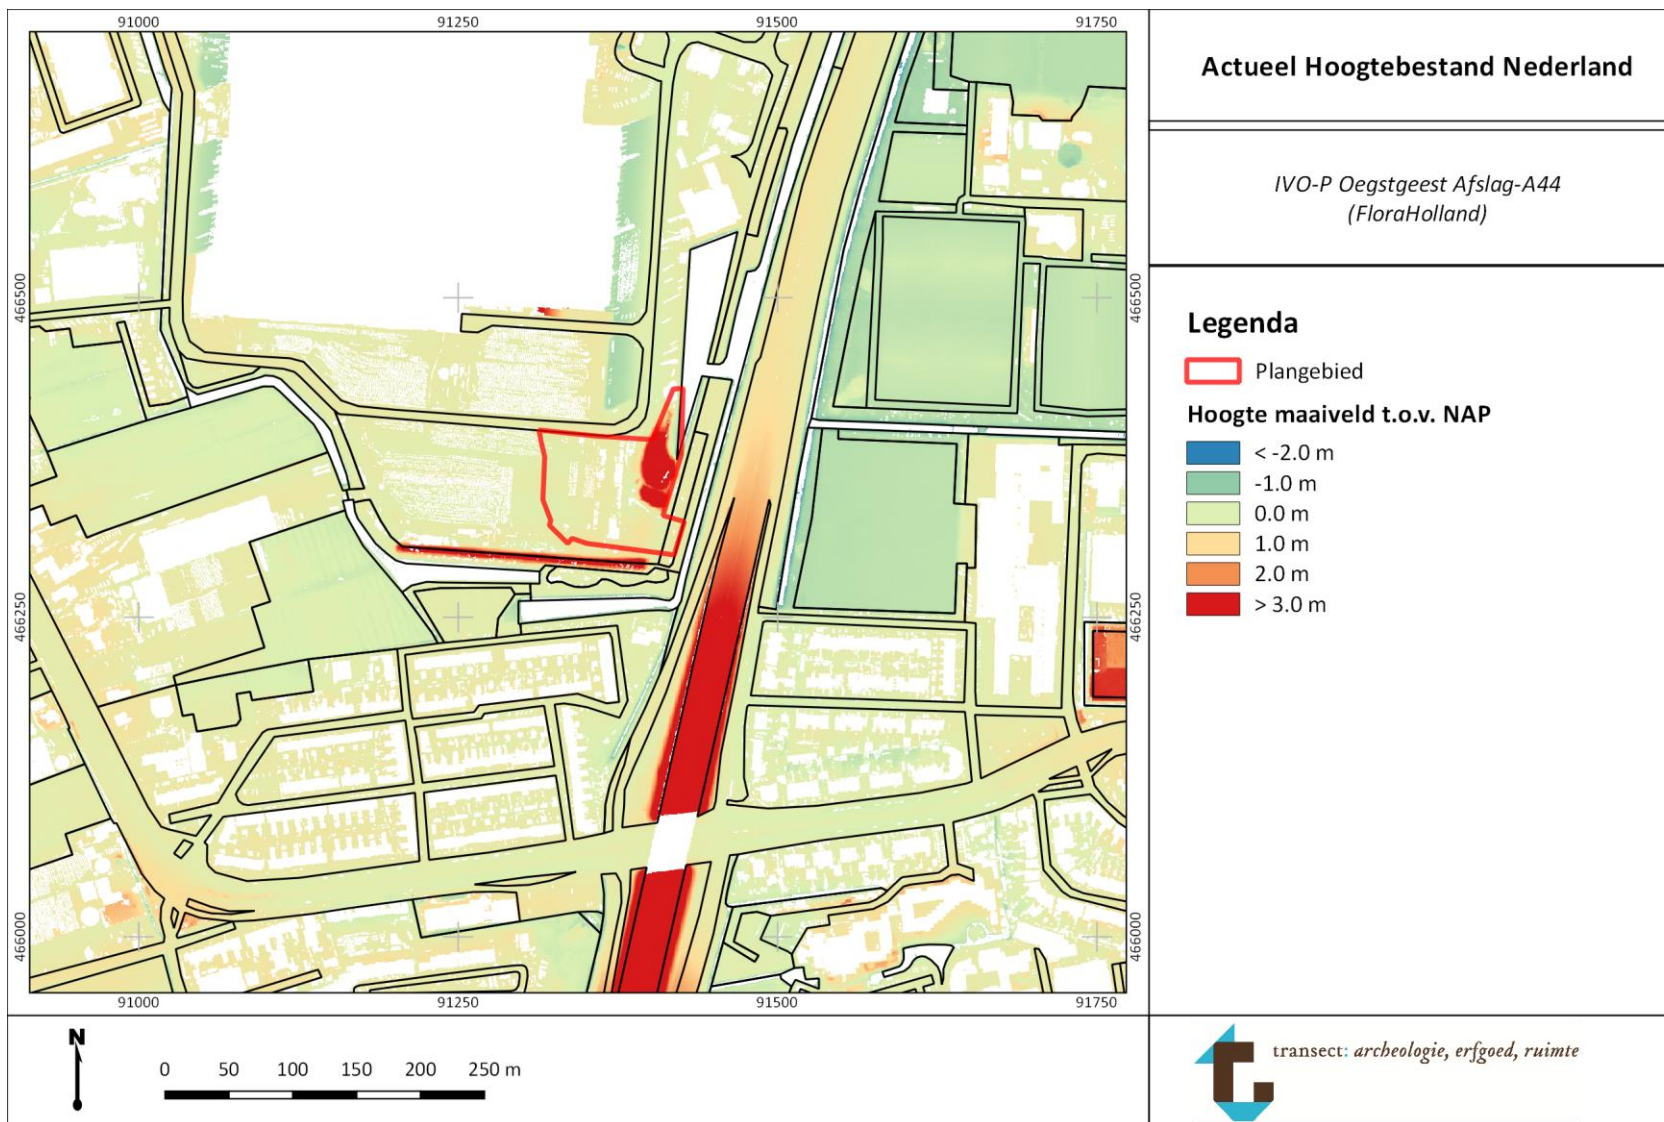 91000 91250 91500 91750
466500 466500
466250 466250
466000 466000
91000 91250 91500 91750
Actueel Hoogtebestand Nederland
IVO-P Oegstgeest Afslag-A44
(FloraHolland)
Legenda
Plangebied
Hoogte maaiveld t.o.v. NAP
< -2.0 m
-1.0 m
0.0 m
1.0 m
2.0 m
> 3.0 m
N
0 50 100 150 200 250 m
transect: archeologie, erfgoed, ruimte